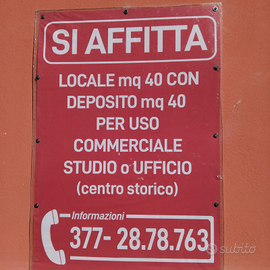 SI AFFITTA
LOCALE mq 40 CON
DEPOSITO mq 40
PER USO
COMMERCIALE
STUDIO o UFFICIO
(centro storico)
Informazioni
377- 28.78.763
subito